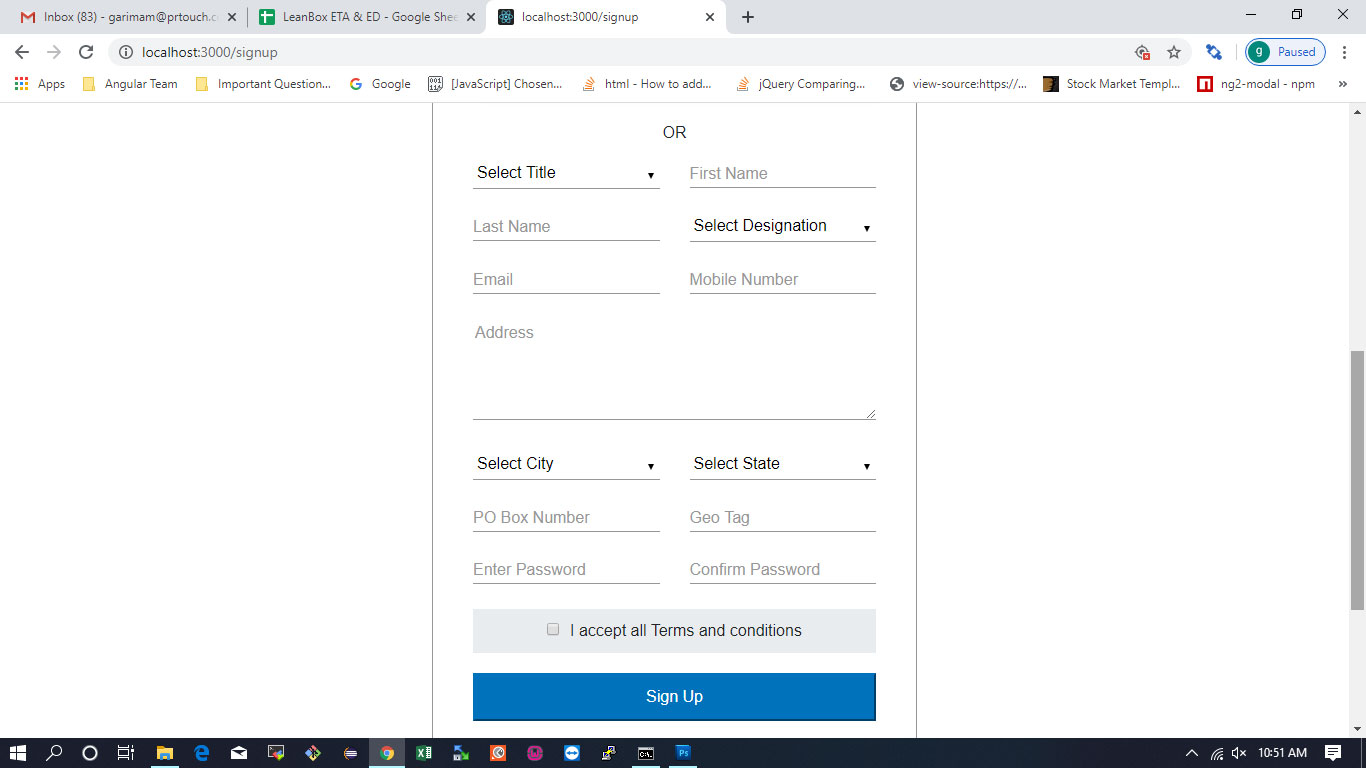 Inbox (83) - garimam@prtouch.c
LeanBox ETA & ED - Google Shee
localhost:3000/signup
localhost:3000/signup
g Paused
Apps
Angular Team
Important Question...
Google
[JavaScript] Chosen...
html - How to add...
jQuery Comparing...
view-source:https://...
Stock Market Templ...
ng2-modal - npm
»
OR
Select Title
First Name
Last Name
Select Designation
Email
Mobile Number
Address
Select City
Select State
PO Box Number
Geo Tag
Enter Password
Confirm Password
I accept all Terms and conditions
Sign Up
10:51 AM